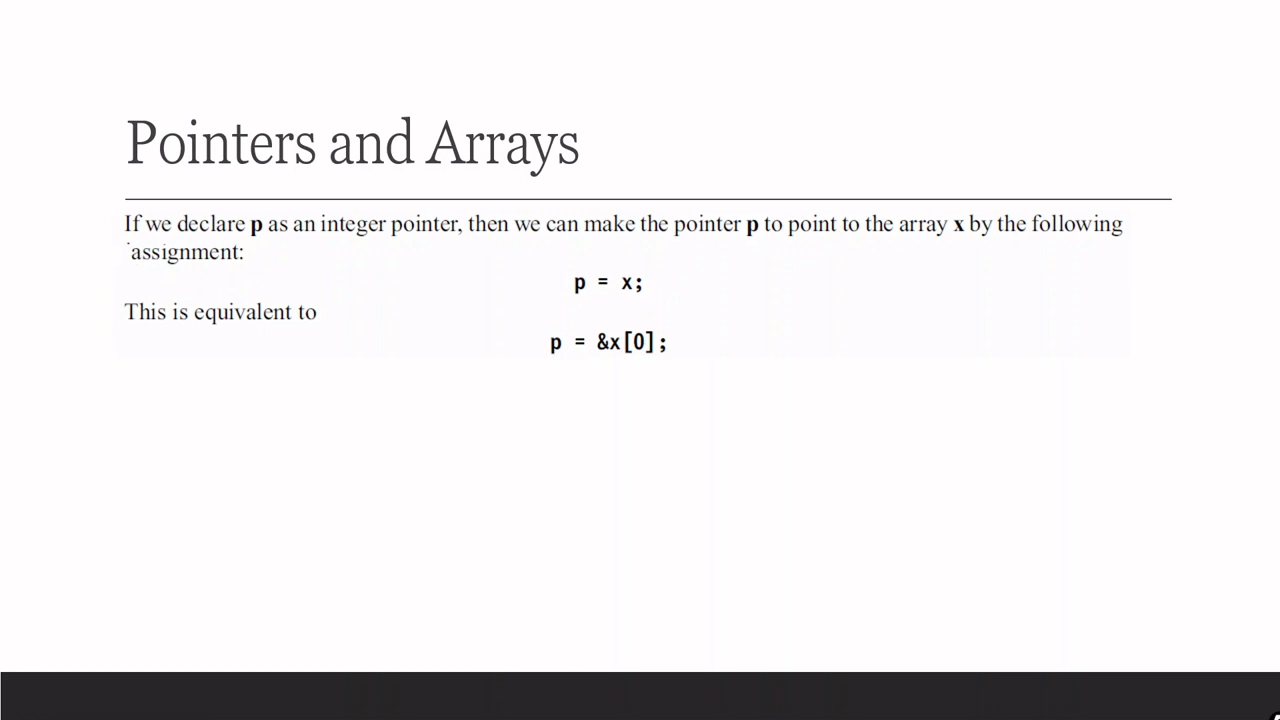 Pointers and Arrays
If we declare p as an integer pointer, then we can make the pointer p to point to the array x by the following
assignment:
p = x;
This is equivalent to
p = &x[0];